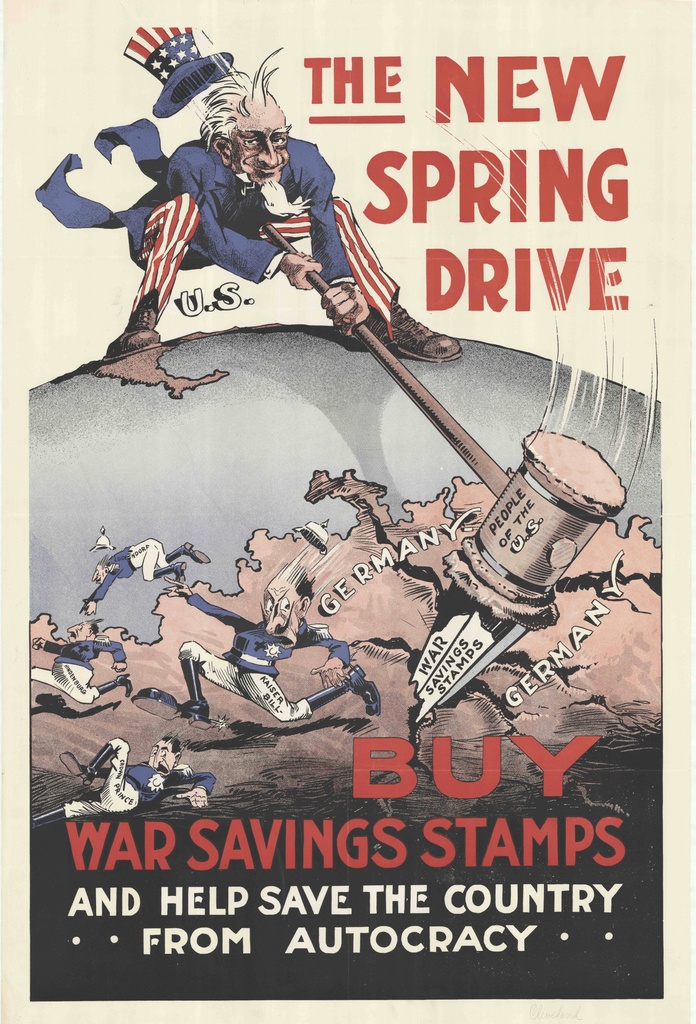 THE NEW
SPRING
DRIVE
U.S.
PEOPLE
OF THE
U.S.
GERMANY
GERMANY
WAR
SAVINGS
STAMPS
KAISER
BILL-
CROWN PRINCE
BUY
WAR SAVINGS STAMPS
AND HELP SAVE THE COUNTRY
· · FROM AUTOCRACY · ·
Cleveland